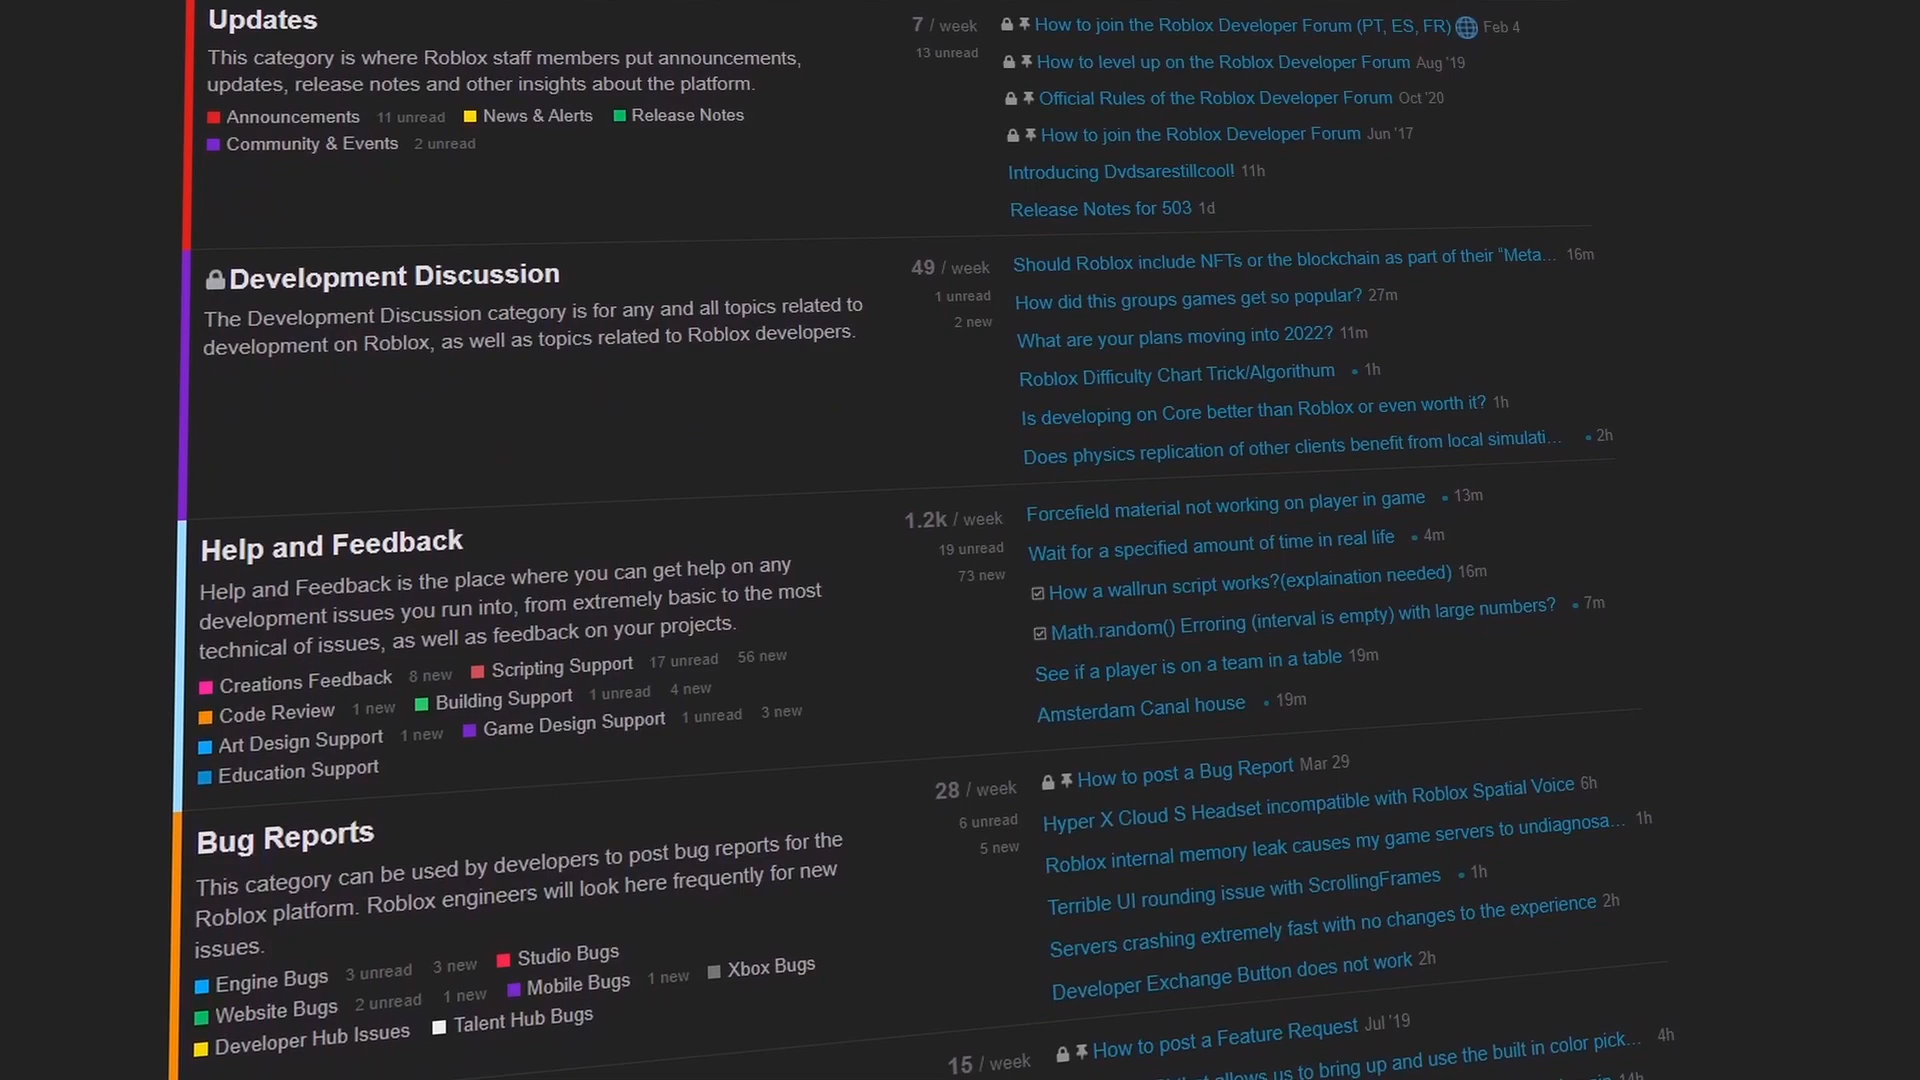 Updates
This category is where Roblox staff members put announcements,
updates, release notes and other insights about the platform.
Announcements 11 unread News & Alerts Release Notes
Community & Events 2 unread
7 / week
13 unread
How to join the Roblox Developer Forum (PT, ES, FR) Feb 4
How to level up on the Roblox Developer Forum Aug '19
Official Rules of the Roblox Developer Forum Oct '20
How to join the Roblox Developer Forum Jun '17
Introducing Dvdsarestillcool! 11h
Release Notes for 503 1d
Development Discussion
The Development Discussion category is for any and all topics related to
development on Roblox, as well as topics related to Roblox developers.
49 / week
1 unread
2 new
Should Roblox include NFTs or the blockchain as part of their “Meta... 16m
How did this groups games get so popular? 27m
What are your plans moving into 2022? 11m
Roblox Difficulty Chart Trick/Algorithum • 1h
Is developing on Core better than Roblox or even worth it? 1h
Does physics replication of other clients benefit from local simulati... • 2h
Help and Feedback
Help and Feedback is the place where you can get help on any
development issues you run into, from extremely basic to the most
technical of issues, as well as feedback on your projects.
Creations Feedback 8 new Scripting Support 17 unread 56 new
Code Review 1 new Building Support 1 unread 4 new
Art Design Support 1 new Game Design Support 1 unread 3 new
Education Support
1.2k / week
19 unread
73 new
Forcefield material not working on player in game • 13m
Wait for a specified amount of time in real life • 4m
How a wallrun script works?(explaination needed) 16m
Math.random() Erroring (interval is empty) with large numbers? • 7m
See if a player is on a team in a table 19m
Amsterdam Canal house • 19m
Bug Reports
This category can be used by developers to post bug reports for the
Roblox platform. Roblox engineers will look here frequently for new
issues.
Engine Bugs 3 unread 3 new Studio Bugs
Website Bugs 2 unread 1 new Mobile Bugs 1 new Xbox Bugs
Developer Hub Issues Talent Hub Bugs
28 / week
6 unread
5 new
How to post a Bug Report Mar 29
Hyper X Cloud S Headset incompatible with Roblox Spatial Voice 6h
Roblox internal memory leak causes my game servers to undiagnosa... 1h
Terrible UI rounding issue with ScrollingFrames • 1h
Servers crashing extremely fast with no changes to the experience 2h
Developer Exchange Button does not work 2h
15 / week
How to post a Feature Request Jul '19
allows us to bring up and use the built in color pick... 4h
14h